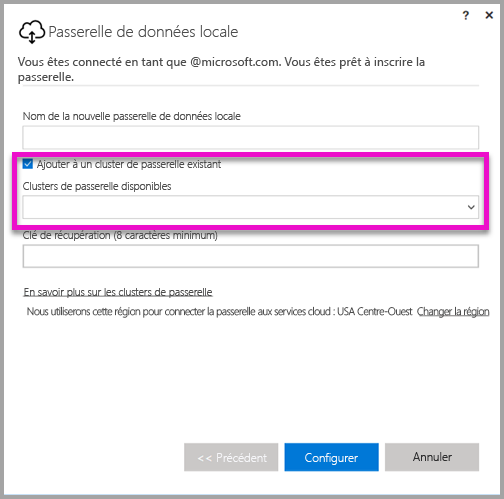 ? ×
Passerelle de données locale
Vous êtes connecté en tant que @microsoft.com. Vous êtes prêt à inscrire la
passerelle.
Nom de la nouvelle passerelle de données locale
Ajouter à un cluster de passerelle existant
Clusters de passerelle disponibles
Clé de récupération (8 caractères minimum)
En savoir plus sur les clusters de passerelle
Nous utiliserons cette région pour connecter la passerelle aux services cloud : USA Centre-Ouest Changer la région
<< Précédent Configurer Annuler